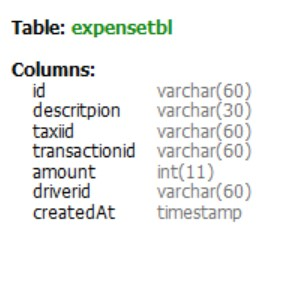 Table: expensetbl
Columns:
id varchar(60)
descritpion varchar(30)
taxiid varchar(60)
transactionid varchar(60)
amount int(11)
driverid varchar(60)
createdAt timestamp